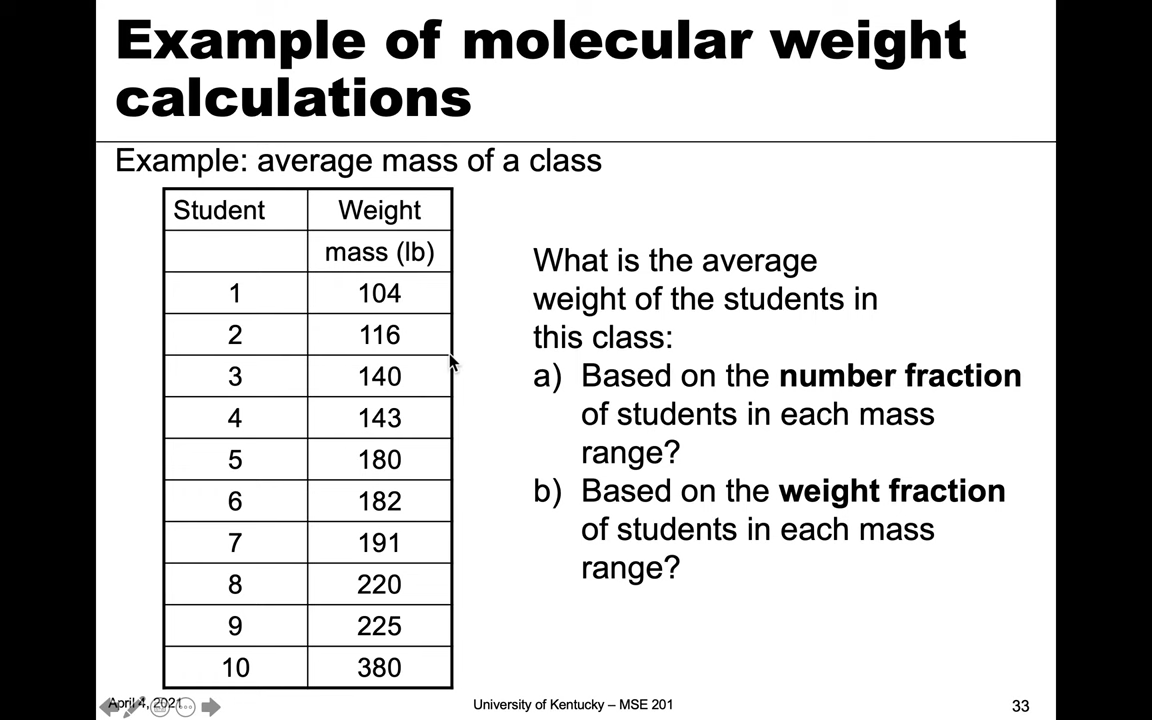 Example of molecular weight
calculations
Example: average mass of a class
Student Weight
mass (lb)
1 104
2 116
3 140
4 143
5 180
6 182
7 191
8 220
9 225
10 380
What is the average
weight of the students in
this class:
a) Based on the number fraction
of students in each mass
range?
b) Based on the weight fraction
of students in each mass
range?
April 4, 2021
University of Kentucky – MSE 201
33